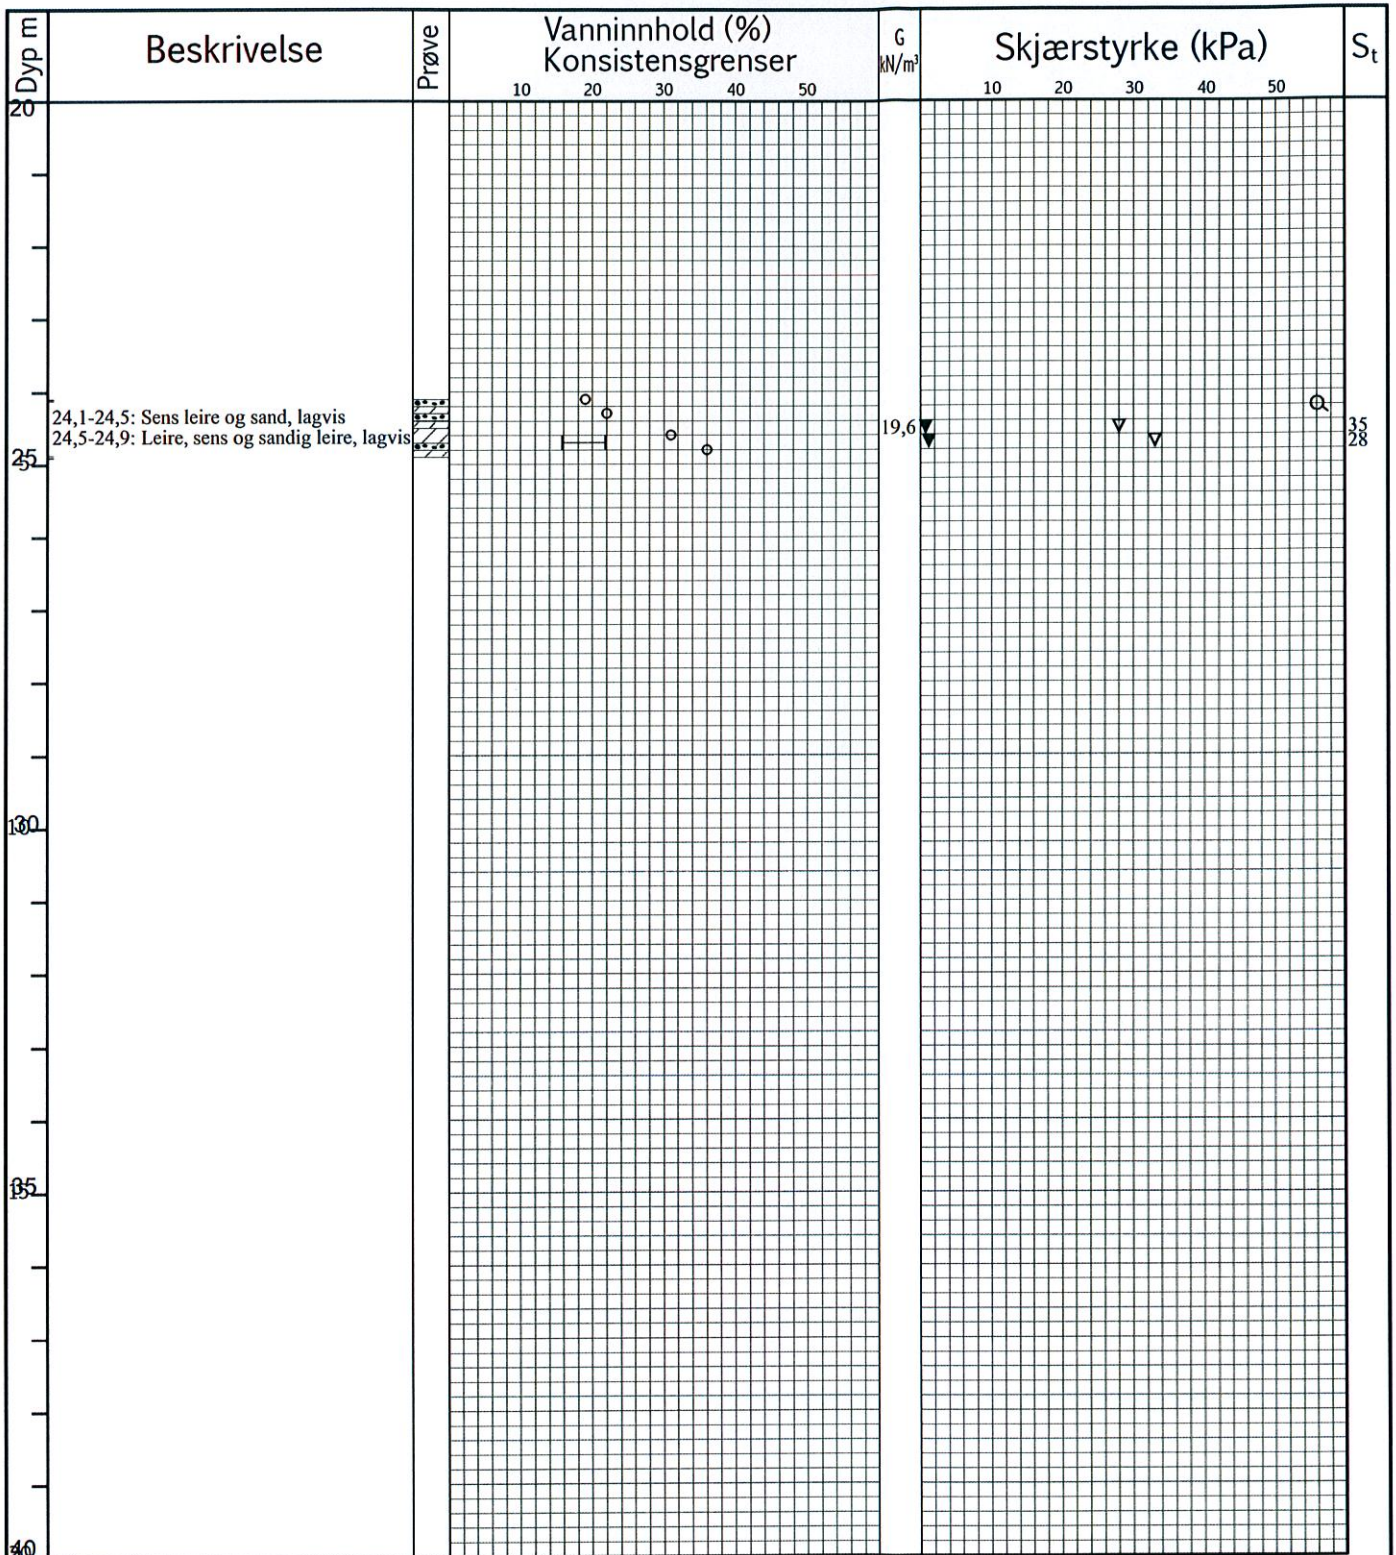 Dyp m
Beskrivelse
Prøve
Vanninnhold (%)
Konsistensgrenser
10 20 30 40 50
G
kN/m³
Skjærstyrke (kPa)
10 20 30 40 50
St
20
24,1-24,5: Sens leire og sand, lagvis
24,5-24,9: Leire, sens og sandig leire, lagvis
19,6
35
28
25
30
35
40